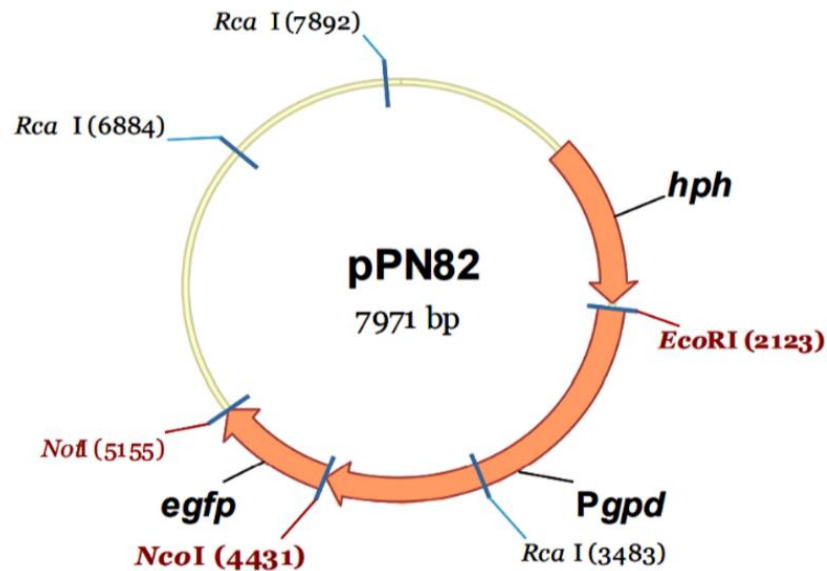 Rca I (7892)
Rca I (6884)
hph
pPN82
7971 bp
EcoRI (2123)
NotI (5155)
egfp
Pgpd
NcoI (4431)
Rca I (3483)